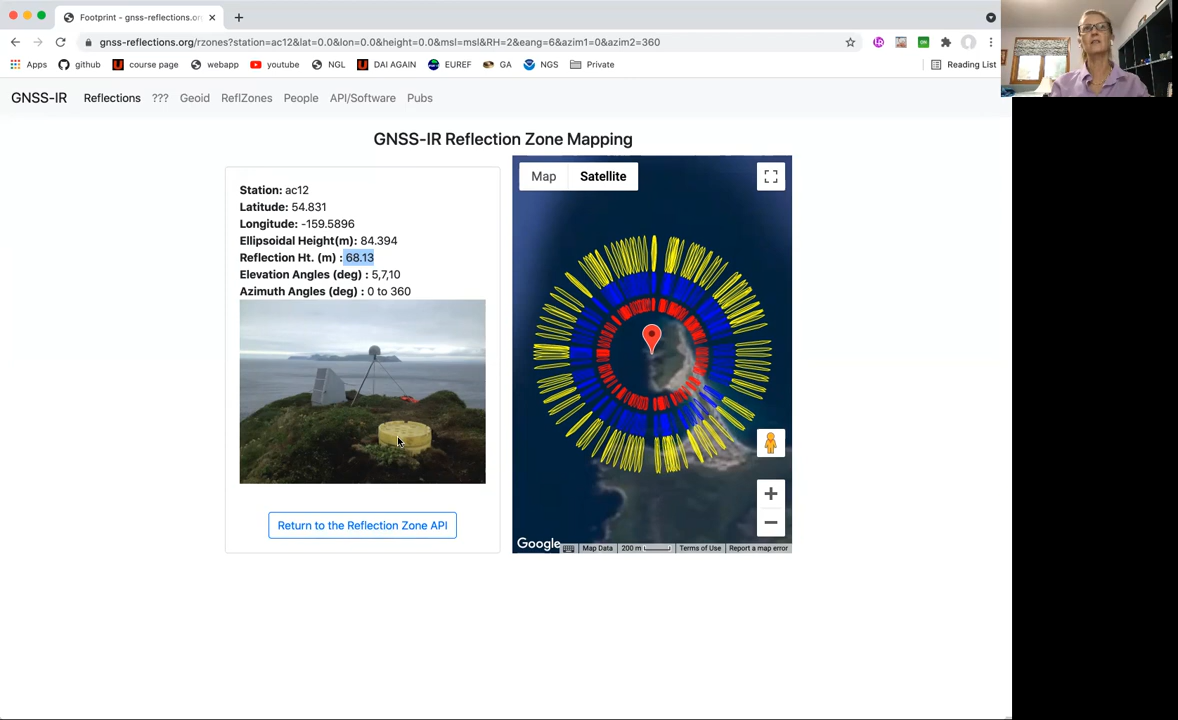 Footprint - gnss-reflections.or
gnss-reflections.org/rzones?station=ac12&lat=0.0&lon=0.0&height=0.0&msl=msl&RH=2&eang=6&azim1=0&azim2=360
Apps github course page webapp youtube NGL DAI AGAIN EUREF GA NGS Private Reading List
GNSS-IR Reflections ??? Geoid ReflZones People API/Software Pubs
GNSS-IR Reflection Zone Mapping
Station: ac12
Latitude: 54.831
Longitude: -159.5896
Ellipsoidal Height(m): 84.394
Reflection Ht. (m) : 68.13
Elevation Angles (deg) : 5,7,10
Azimuth Angles (deg) : 0 to 360
Return to the Reflection Zone API
Map Satellite
Google Map Data 200 m Terms of Use Report a map error